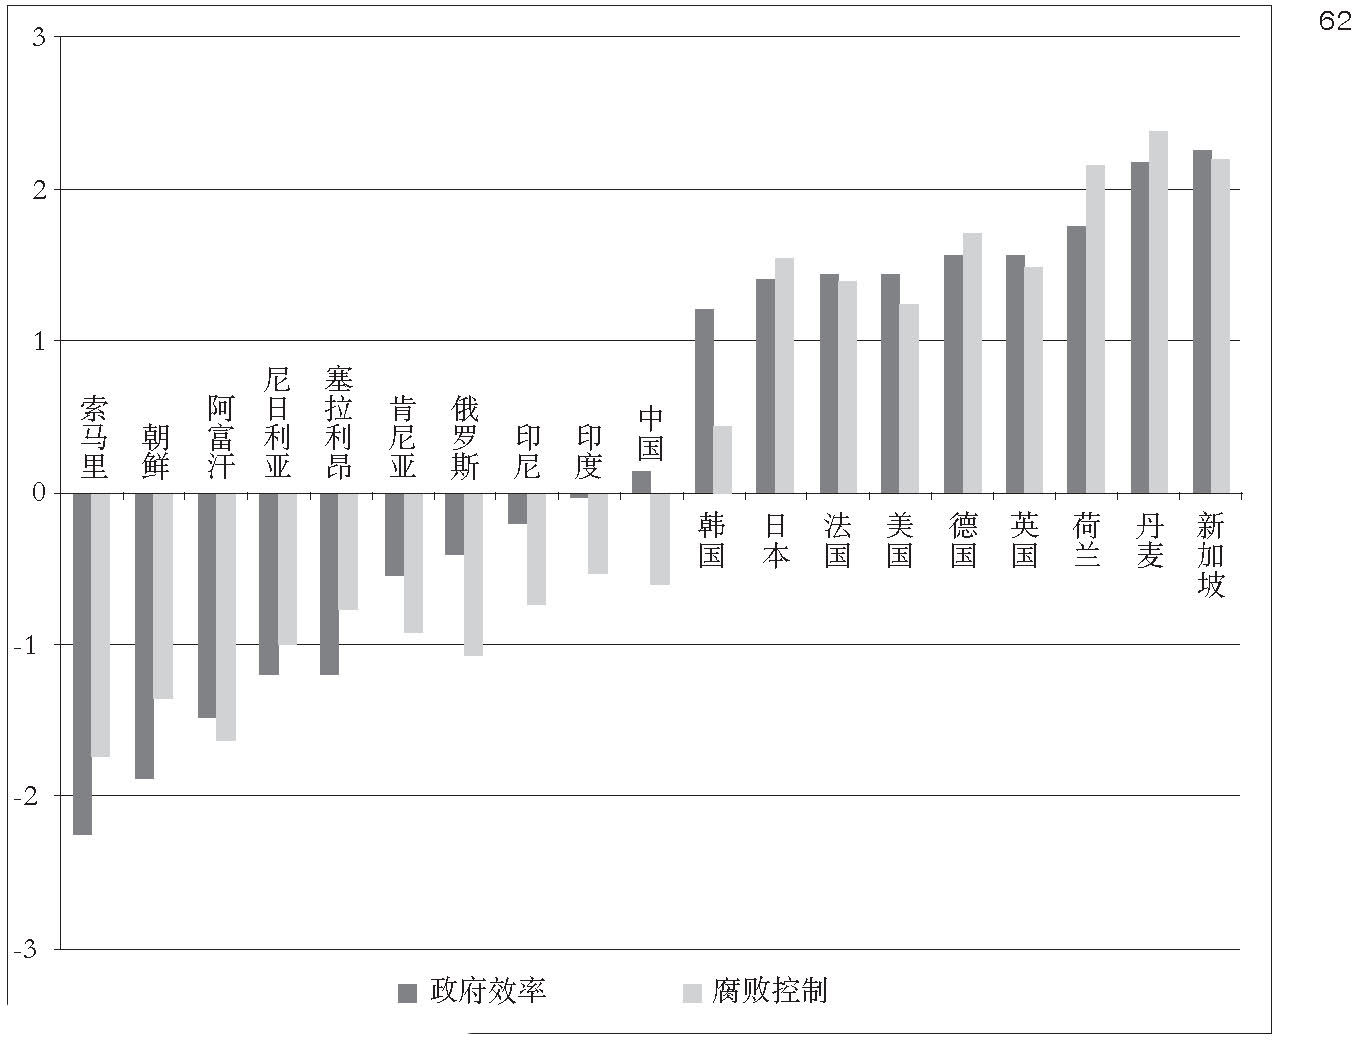 62
3
2
1
0
-1
-2
-3
索马里
朝鲜
阿富汗
尼日利亚
塞拉利昂
肯尼亚
俄罗斯
印尼
印度
中国
韩国
日本
法国
美国
德国
英国
荷兰
丹麦
新加坡
政府效率
腐败控制